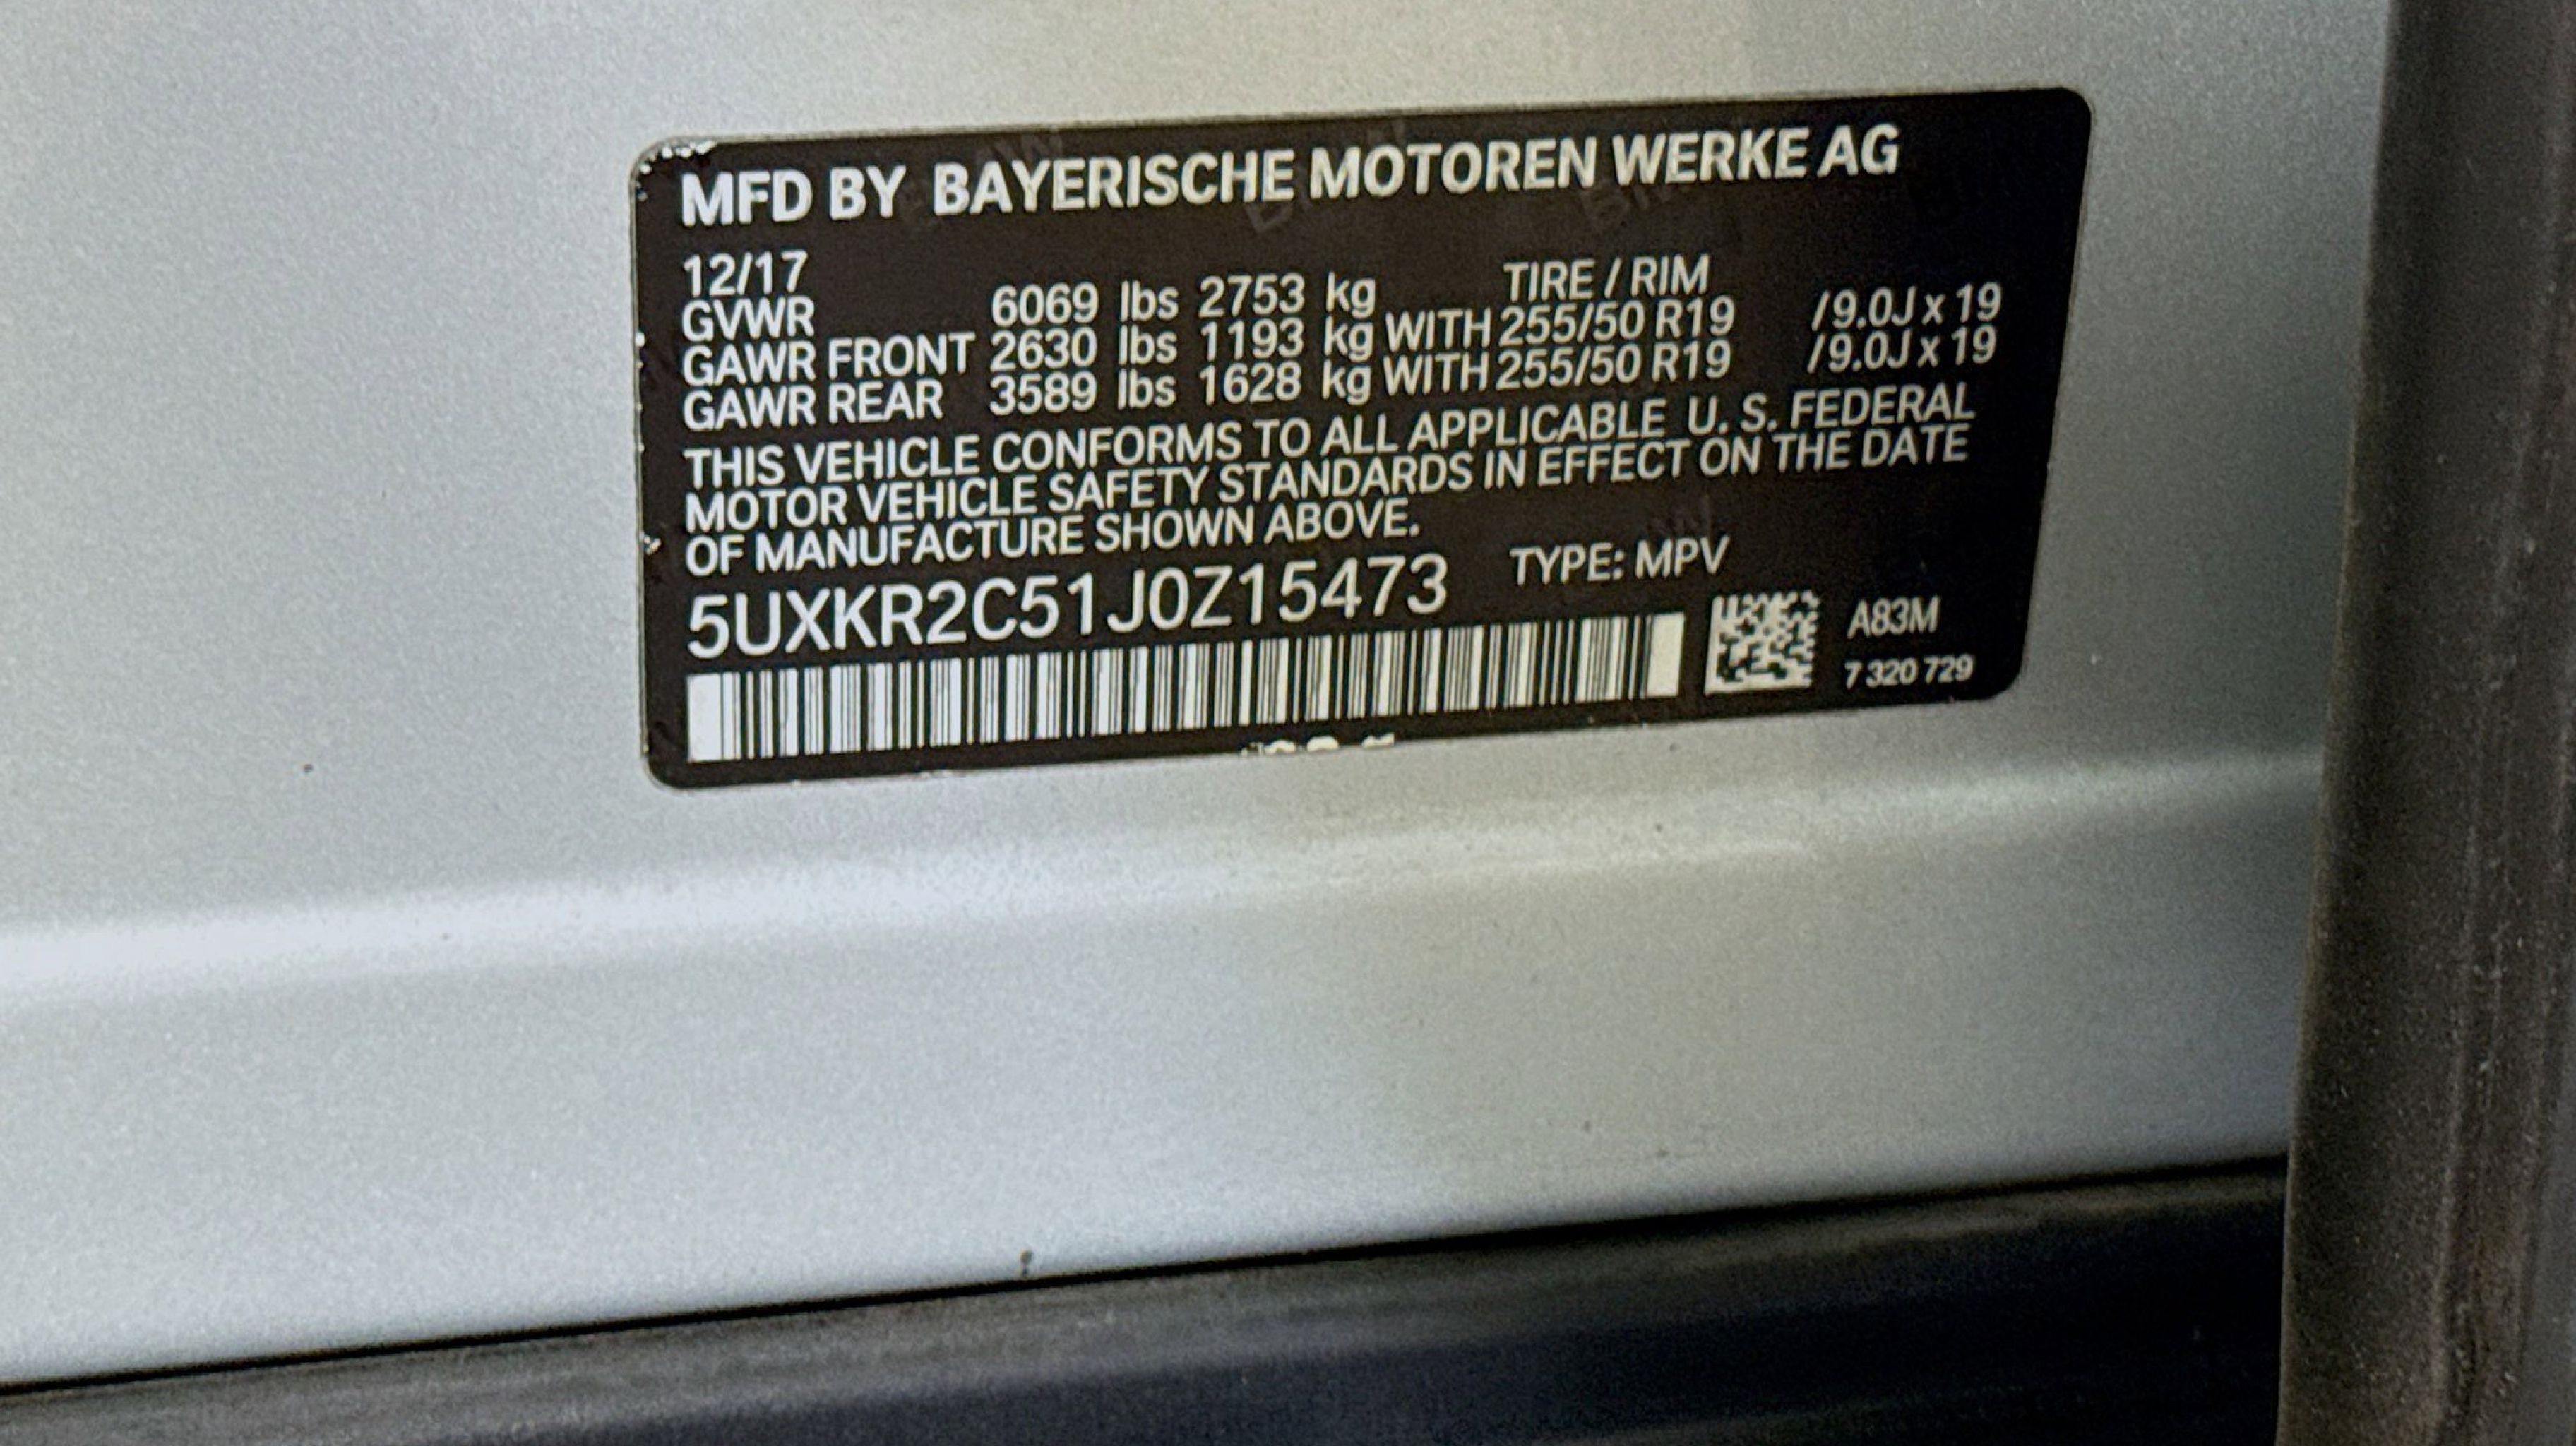 MFD BY BAYERISCHE MOTOREN WERKE AG
12/17 TIRE / RIM
GVWR 6069 lbs 2753 kg
GAWR FRONT 2630 lbs 1193 kg WITH 255/50 R19 /9.0J x 19
GAWR REAR 3589 lbs 1628 kg WITH 255/50 R19 /9.0J x 19
THIS VEHICLE CONFORMS TO ALL APPLICABLE U. S. FEDERAL
MOTOR VEHICLE SAFETY STANDARDS IN EFFECT ON THE DATE
OF MANUFACTURE SHOWN ABOVE.
5UXKR2C51J0Z15473 TYPE: MPV
A83M
7 320 729